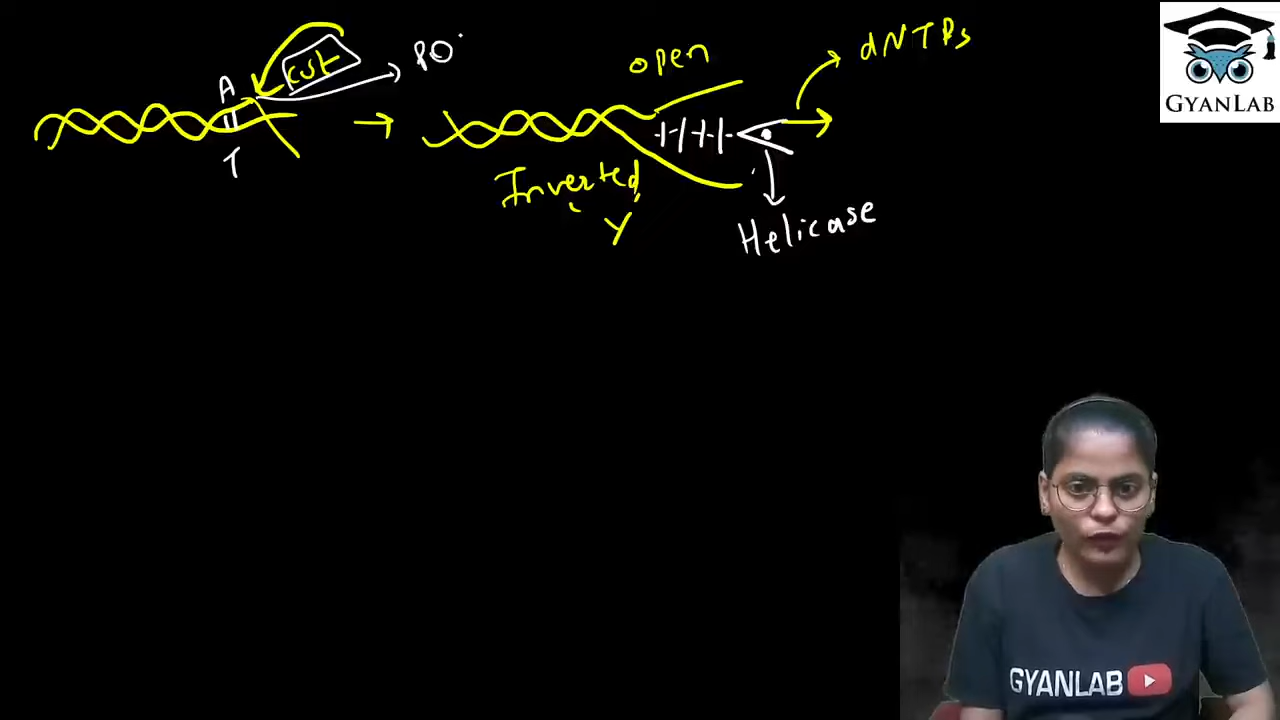 cut
PO
A
T
open
dNTPs
Inverted
Y
Helicase
GYANLAB
GYANLAB